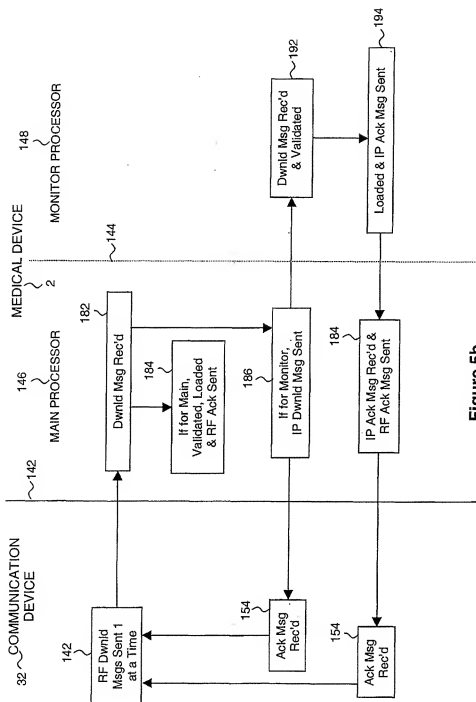 MEDICAL DEVICE
2
32
COMMUNICATION
DEVICE
142
146
MAIN PROCESSOR
144
148
MONITOR PROCESSOR
142
RF Dwnld
Msgs Sent 1
at a Time
182
Dwnld Msg Rec'd
184
If for Main,
Validated, Loaded
& RF Ack Sent
154
Ack Msg
Rec'd
186
If for Monitor,
IP Dwnld Msg Sent
192
Dwnld Msg Rec'd
& Validated
154
Ack Msg
Rec'd
184
IP Ack Msg Rec'd &
RF Ack Msg Sent
194
Loaded & IP Ack Msg Sent
Figure 5b